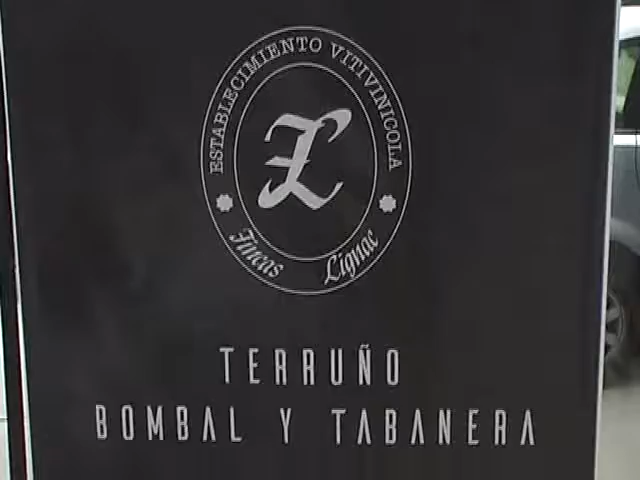 ESTABLECIMIENTO VITIVINICOLA
Fincas Lignac
TERRUÑO
BOMBAL Y TABANERA